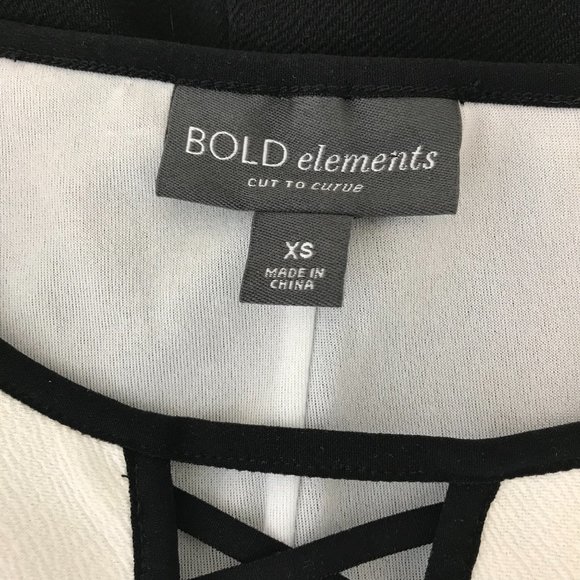 BOLD elements
CUT TO curve
XS
MADE IN
CHINA